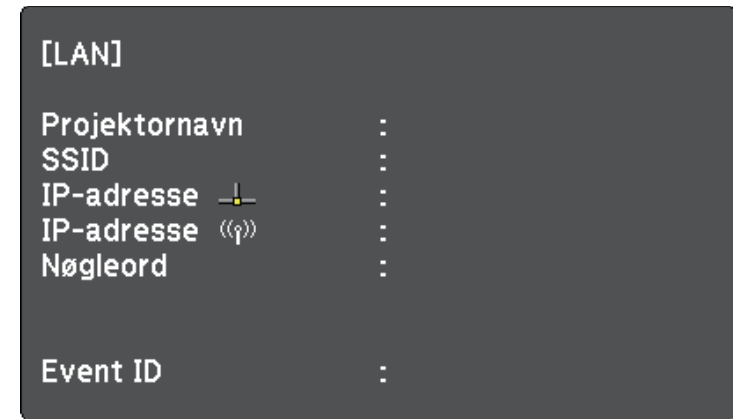 [LAN]
Projektornavn :
SSID :
IP-adresse :
IP-adresse :
Nøgleord :
Event ID :